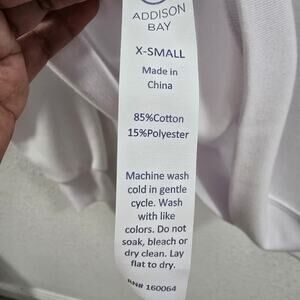 ADDISON
BAY
X-SMALL
Made in
China
85%Cotton
15%Polyester
Machine wash
cold in gentle
cycle. Wash
with like
colors. Do not
soak, bleach or
dry clean. Lay
flat to dry.
RN# 160064